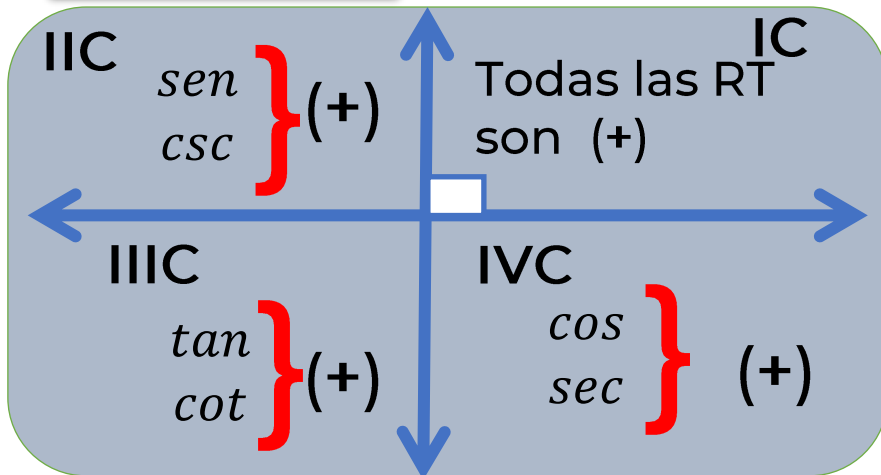 IIC
sen
csc
(+)
IC
Todas las RT
son (+)
IIIC
tan
cot
(+)
IVC
cos
sec
(+)